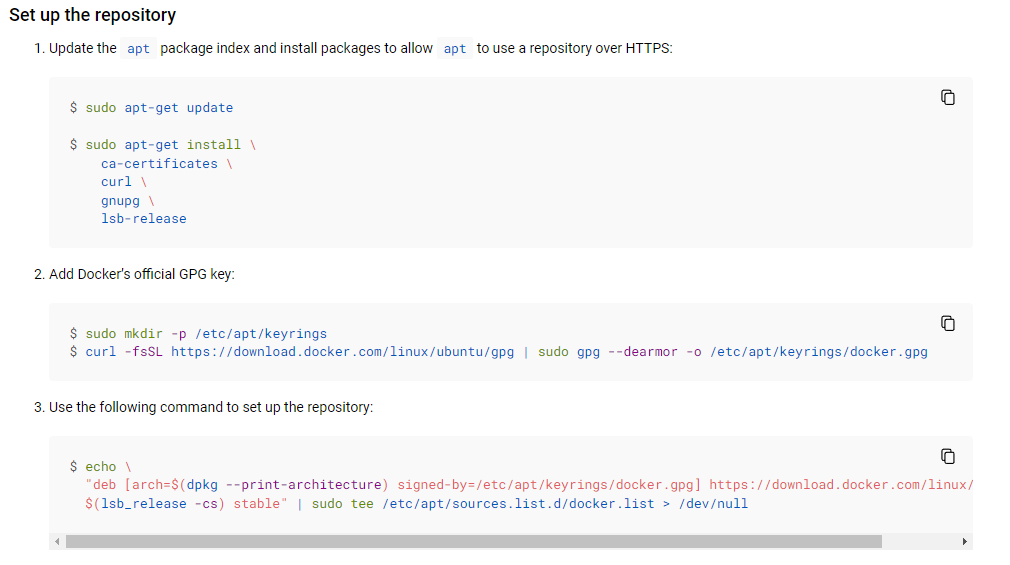 Set up the repository
1. Update the apt package index and install packages to allow apt to use a repository over HTTPS:
$ sudo apt-get update
$ sudo apt-get install \
ca-certificates \
curl \
gnupg \
lsb-release
2. Add Docker's official GPG key:
$ sudo mkdir -p /etc/apt/keyrings
$ curl -fsSL https://download.docker.com/linux/ubuntu/gpg | sudo gpg --dearmor -o /etc/apt/keyrings/docker.gpg
3. Use the following command to set up the repository:
$ echo \
"deb [arch=$(dpkg --print-architecture) signed-by=/etc/apt/keyrings/docker.gpg] https://download.docker.com/linux/
$(lsb_release -cs) stable" | sudo tee /etc/apt/sources.list.d/docker.list > /dev/null